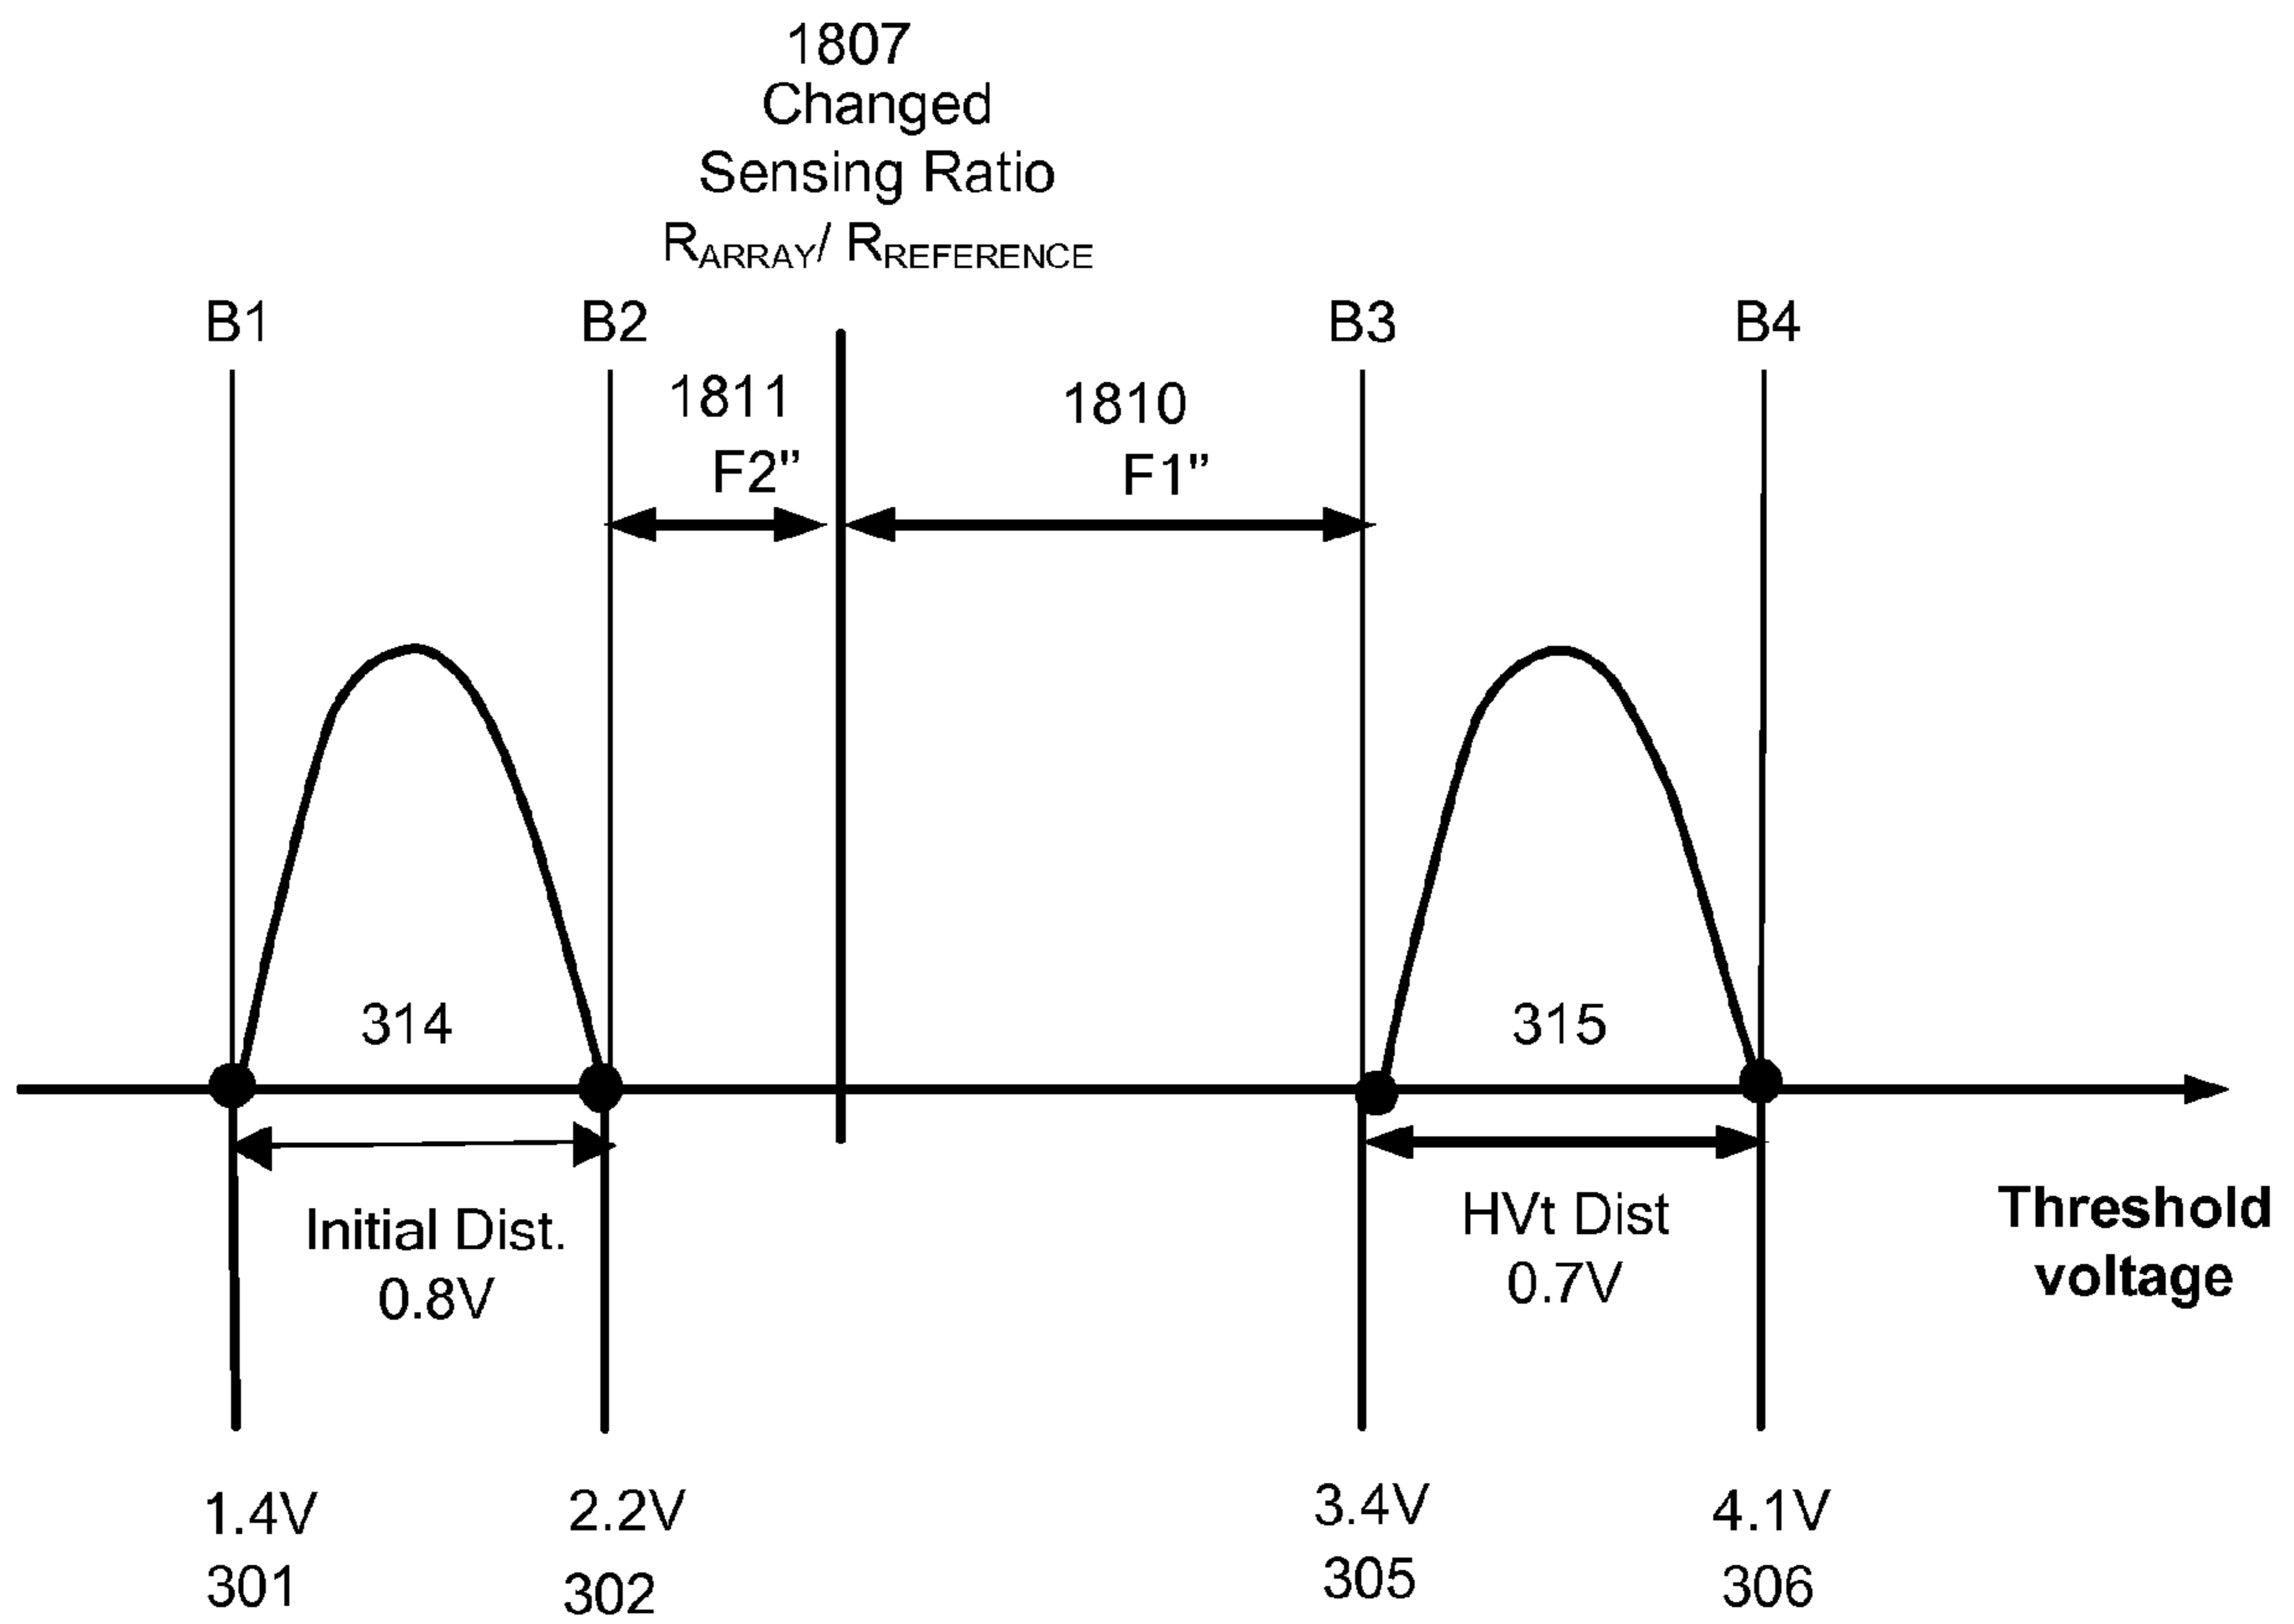 1807
Changed
Sensing Ratio
RARRAY/ RREFERENCE
B1 B2 B3 B4
1811 1810
F2" F1”
314 315
Initial Dist.
0.8V
HVt Dist
0.7V
Threshold
voltage
1.4V 2.2V 3.4V 4.1V
301 302 305 306